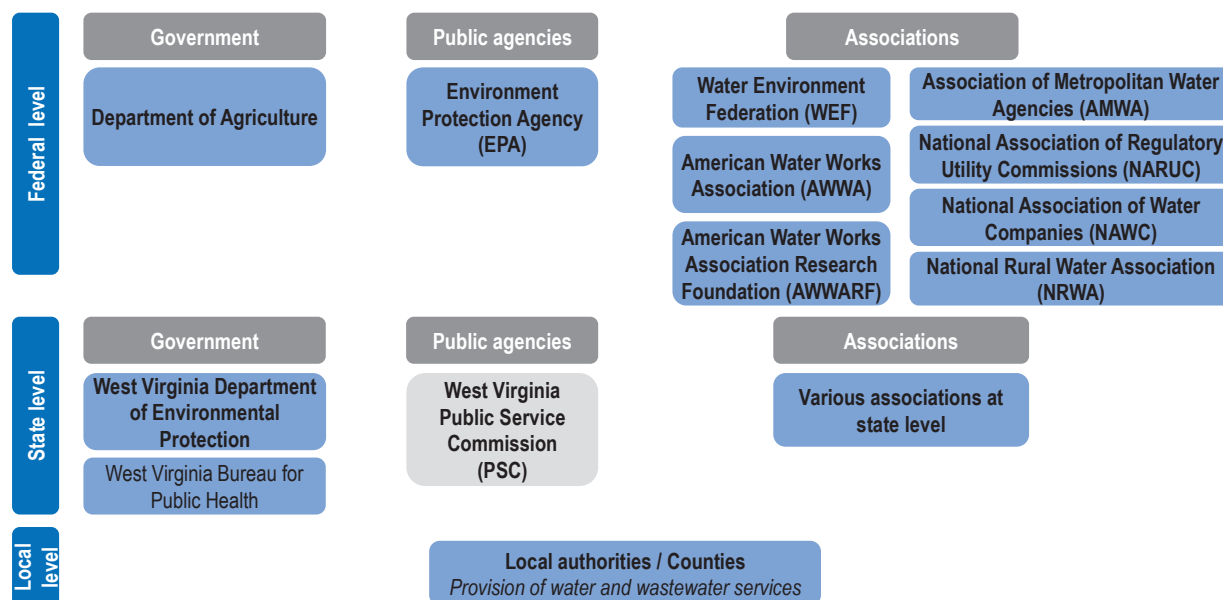 Federal level
Government
Public agencies
Associations
Department of Agriculture
Environment
Protection Agency
(EPA)
Water Environment
Federation (WEF)
American Water Works
Association (AWWA)
American Water Works
Association Research
Foundation (AWWARF)
Association of Metropolitan Water
Agencies (AMWA)
National Association of Regulatory
Utility Commissions (NARUC)
National Association of Water
Companies (NAWC)
National Rural Water Association
(NRWA)
State level
Government
Public agencies
Associations
West Virginia Department
of Environmental
Protection
West Virginia Bureau for
Public Health
West Virginia
Public Service
Commission
(PSC)
Various associations at
state level
Local
level
Local authorities / Counties
Provision of water and wastewater services